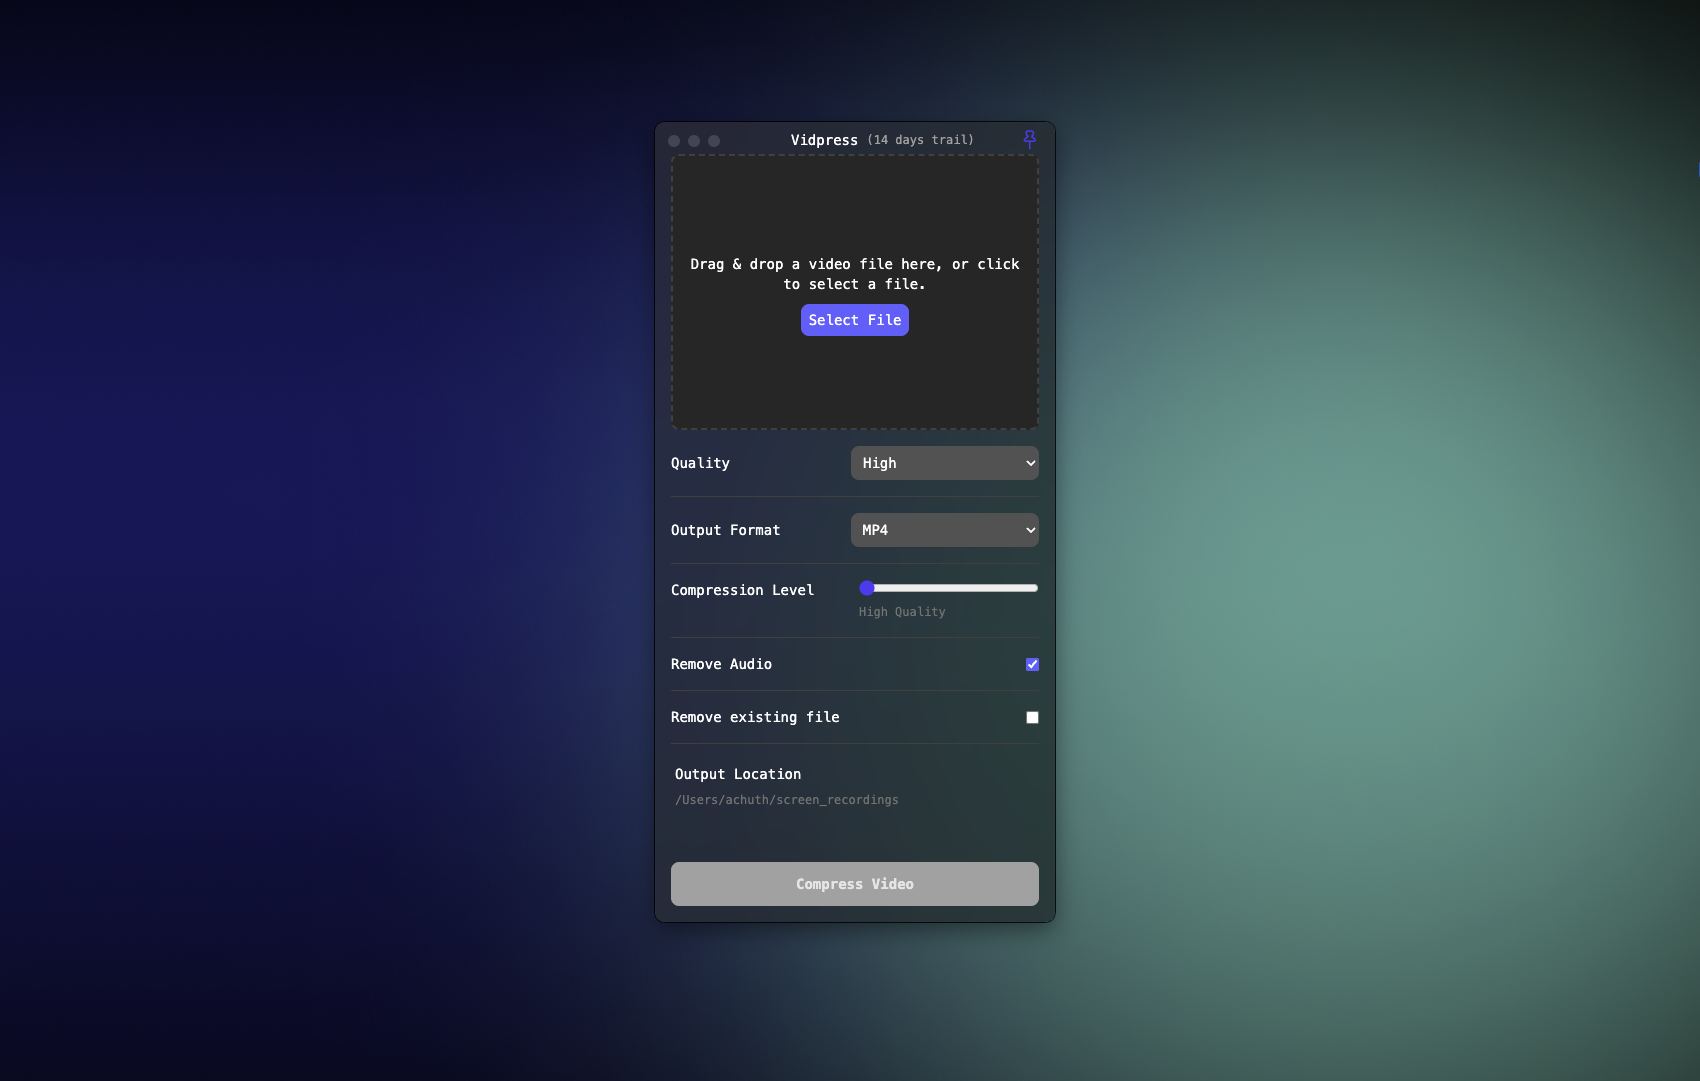 Vidpress (14 days trail)
Drag & drop a video file here, or click
to select a file.
Select File
Quality
High
Output Format
MP4
Compression Level
High Quality
Remove Audio
Remove existing file
Output Location
/Users/achuth/screen_recordings
Compress Video